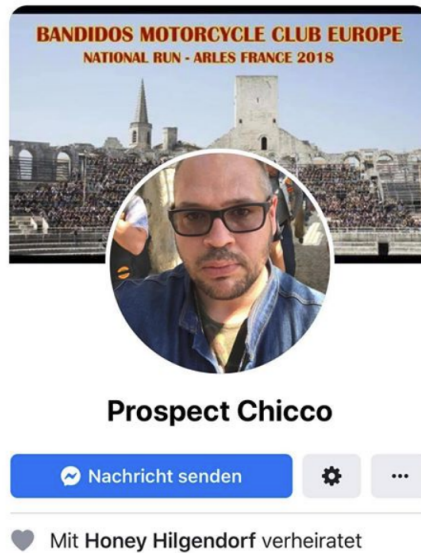 BANDIDOS MOTORCYCLE CLUB EUROPE
NATIONAL RUN - ARLES FRANCE 2018
Prospect Chicco
Nachricht senden
Mit Honey Hilgendorf verheiratet